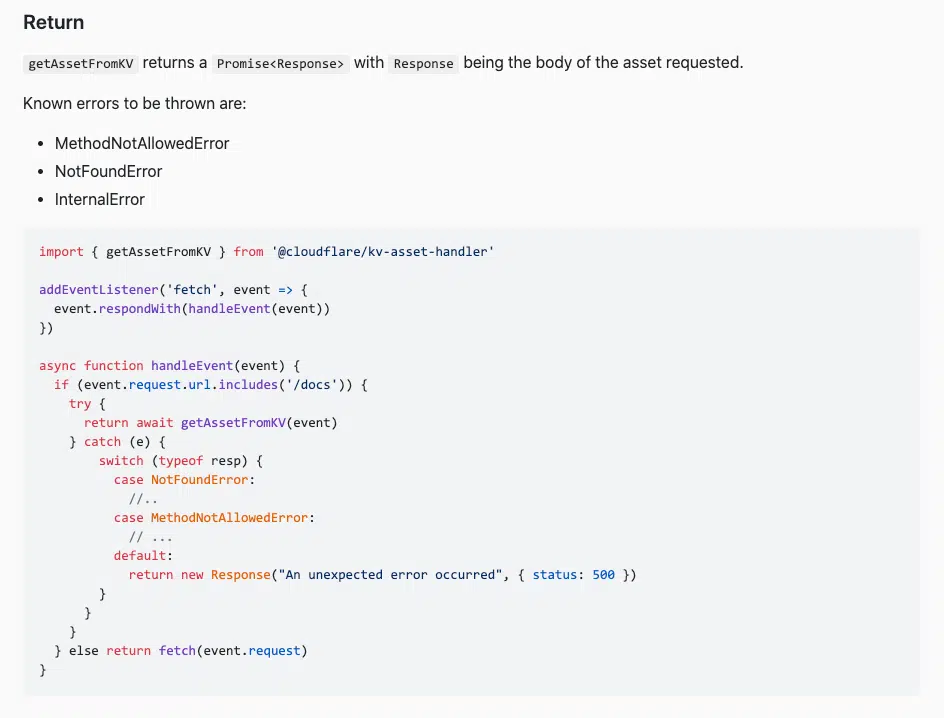 Return
getAssetFromKV returns a Promise<Response> with Response being the body of the asset requested.
Known errors to be thrown are:
• MethodNotAllowedError
• NotFoundError
• InternalError
import { getAssetFromKV } from '@cloudflare/kv-asset-handler'

addEventListener('fetch', event => {
  event.respondWith(handleEvent(event))
})

async function handleEvent(event) {
  if (event.request.url.includes('/docs')) {
    try {
      return await getAssetFromKV(event)
    } catch (e) {
        switch (typeof resp) {
          case NotFoundError:
            //..
          case MethodNotAllowedError:
            // ...
          default:
            return new Response("An unexpected error occurred", { status: 500 })
        }
      }
    }
  } else return fetch(event.request)
}